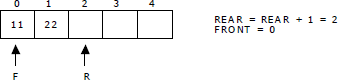 0 1 2 3 4
11 22
REAR = REAR + 1 = 2
FRONT = 0
F R